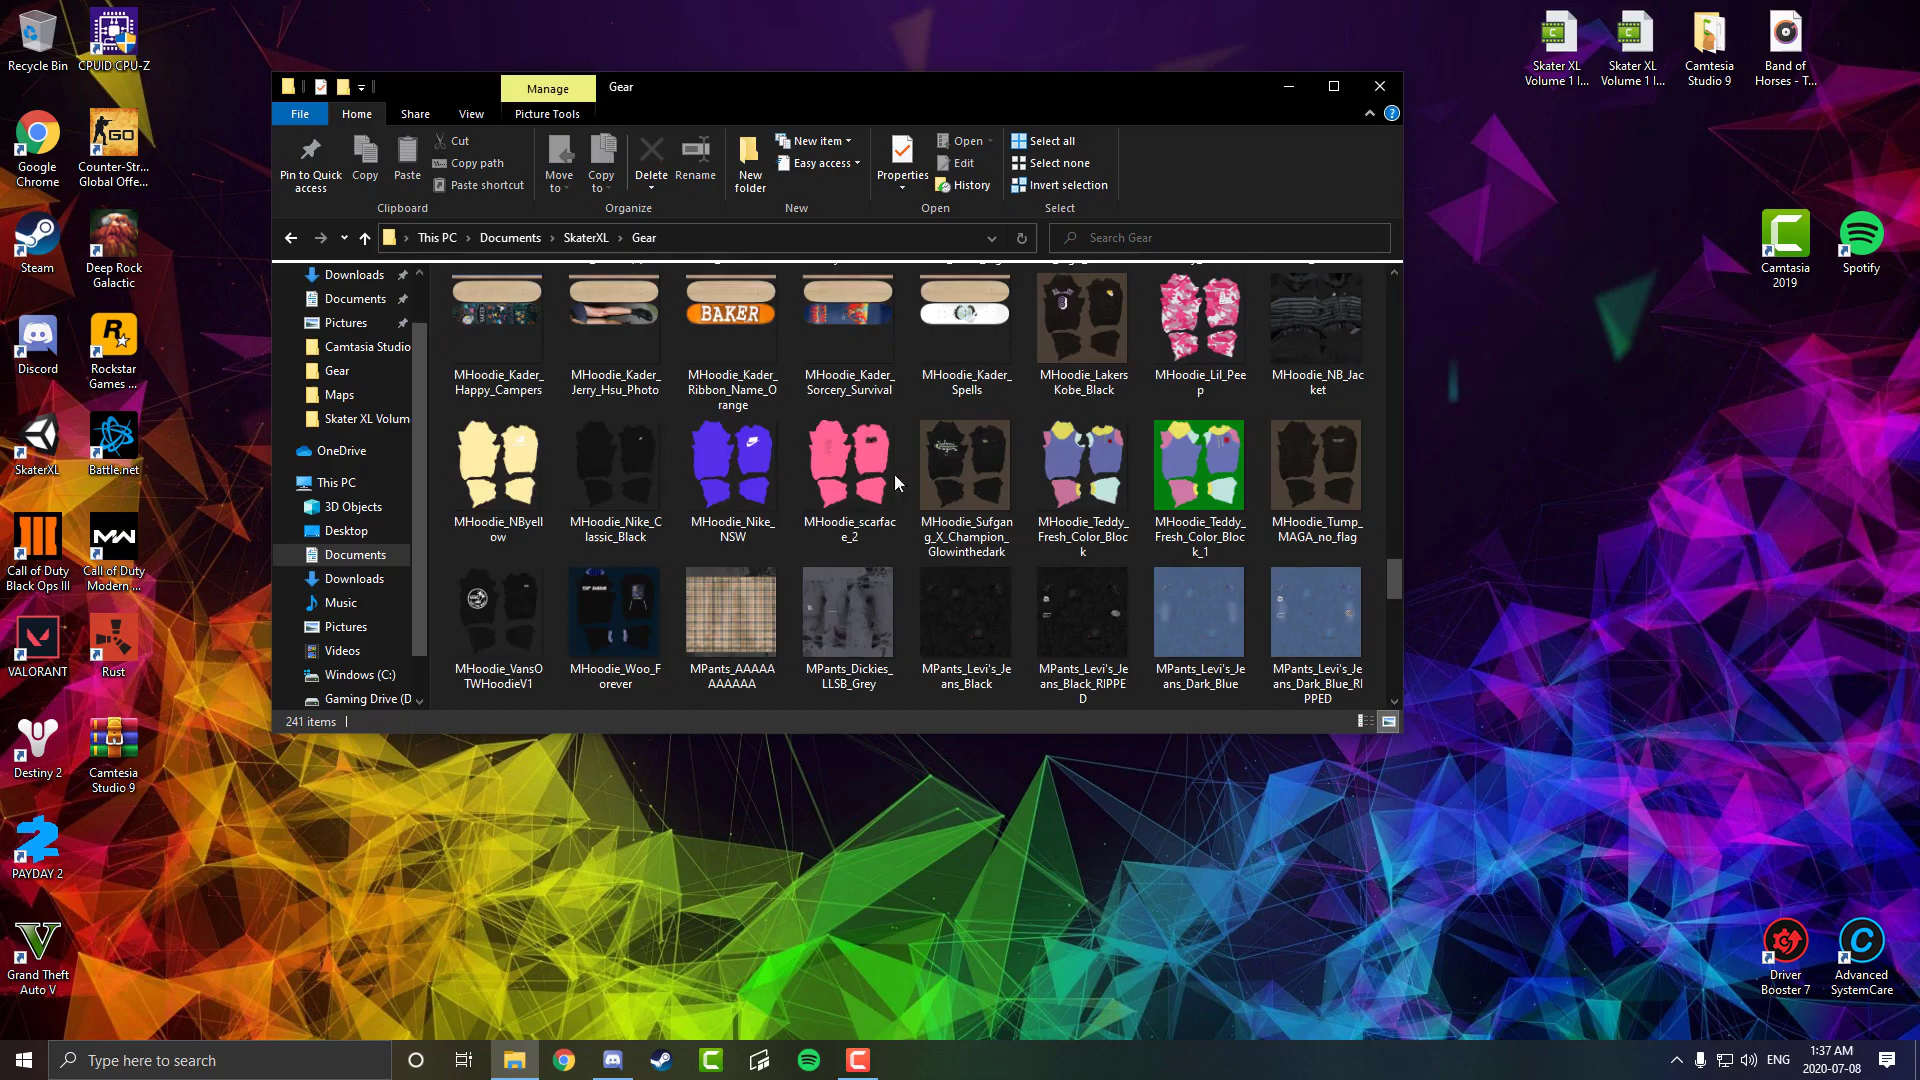 Recycle Bin
CPUID CPU-Z
Google
Chrome
Counter-Str...
Global Offe...
Steam
Deep Rock
Galactic
Discord
Rockstar
Games ...
SkaterXL
Battle.net
Call of Duty
Black Ops III
Call of Duty
Modern ...
VALORANT
Rust
Destiny 2
Camtesia
Studio 9
PAYDAY 2
Grand Theft
Auto V
Skater XL
Volume 1 I...
Skater XL
Volume 1 I...
Camtesia
Studio 9
Band of
Horses - T...
Camtasia
2019
Spotify
Driver
Booster 7
Advanced
SystemCare
Manage
Gear
File
Home
Share
View
Picture Tools
Pin to Quick
access
Copy
Paste
Cut
Copy path
Paste shortcut
Clipboard
Move
to
Copy
to
Delete
Rename
Organize
New
folder
New item
Easy access
New
Properties
Open
Edit
History
Open
Select all
Select none
Invert selection
Select
This PC
Documents
SkaterXL
Gear
Search Gear
Downloads
Documents
Pictures
Camtasia Studio
Gear
Maps
Skater XL Volum
OneDrive
This PC
3D Objects
Desktop
Documents
Downloads
Music
Pictures
Videos
Windows (C:)
Gaming Drive (D
BAKER
MHoodie_Kader_
Happy_Campers
MHoodie_Kader_
Jerry_Hsu_Photo
MHoodie_Kader_
Ribbon_Name_O
range
MHoodie_Kader_
Sorcery_Survival
MHoodie_Kader_
Spells
MHoodie_Lakers
Kobe_Black
MHoodie_Lil_Pee
p
MHoodie_NB_Jac
ket
MHoodie_NByell
ow
MHoodie_Nike_C
lassic_Black
MHoodie_Nike_
NSW
MHoodie_scarfac
e_2
MHoodie_Sufgan
g_X_Champion_
Glowinthedark
MHoodie_Teddy_
Fresh_Color_Bloc
k
MHoodie_Teddy_
Fresh_Color_Bloc
k_1
MHoodie_Tump_
MAGA_no_flag
MHoodie_VansO
TWHoodieV1
MHoodie_Woo_F
orever
MPants_AAAAA
AAAAAA
MPants_Dickies_
LLSB_Grey
MPants_Levi's_Je
ans_Black
MPants_Levi's_Je
ans_Black_RIPPE
D
MPants_Levi's_Je
ans_Dark_Blue
MPants_Levi's_Je
ans_Dark_Blue_RI
PPED
241 items
Type here to search
ENG
1:37 AM
2020-07-08